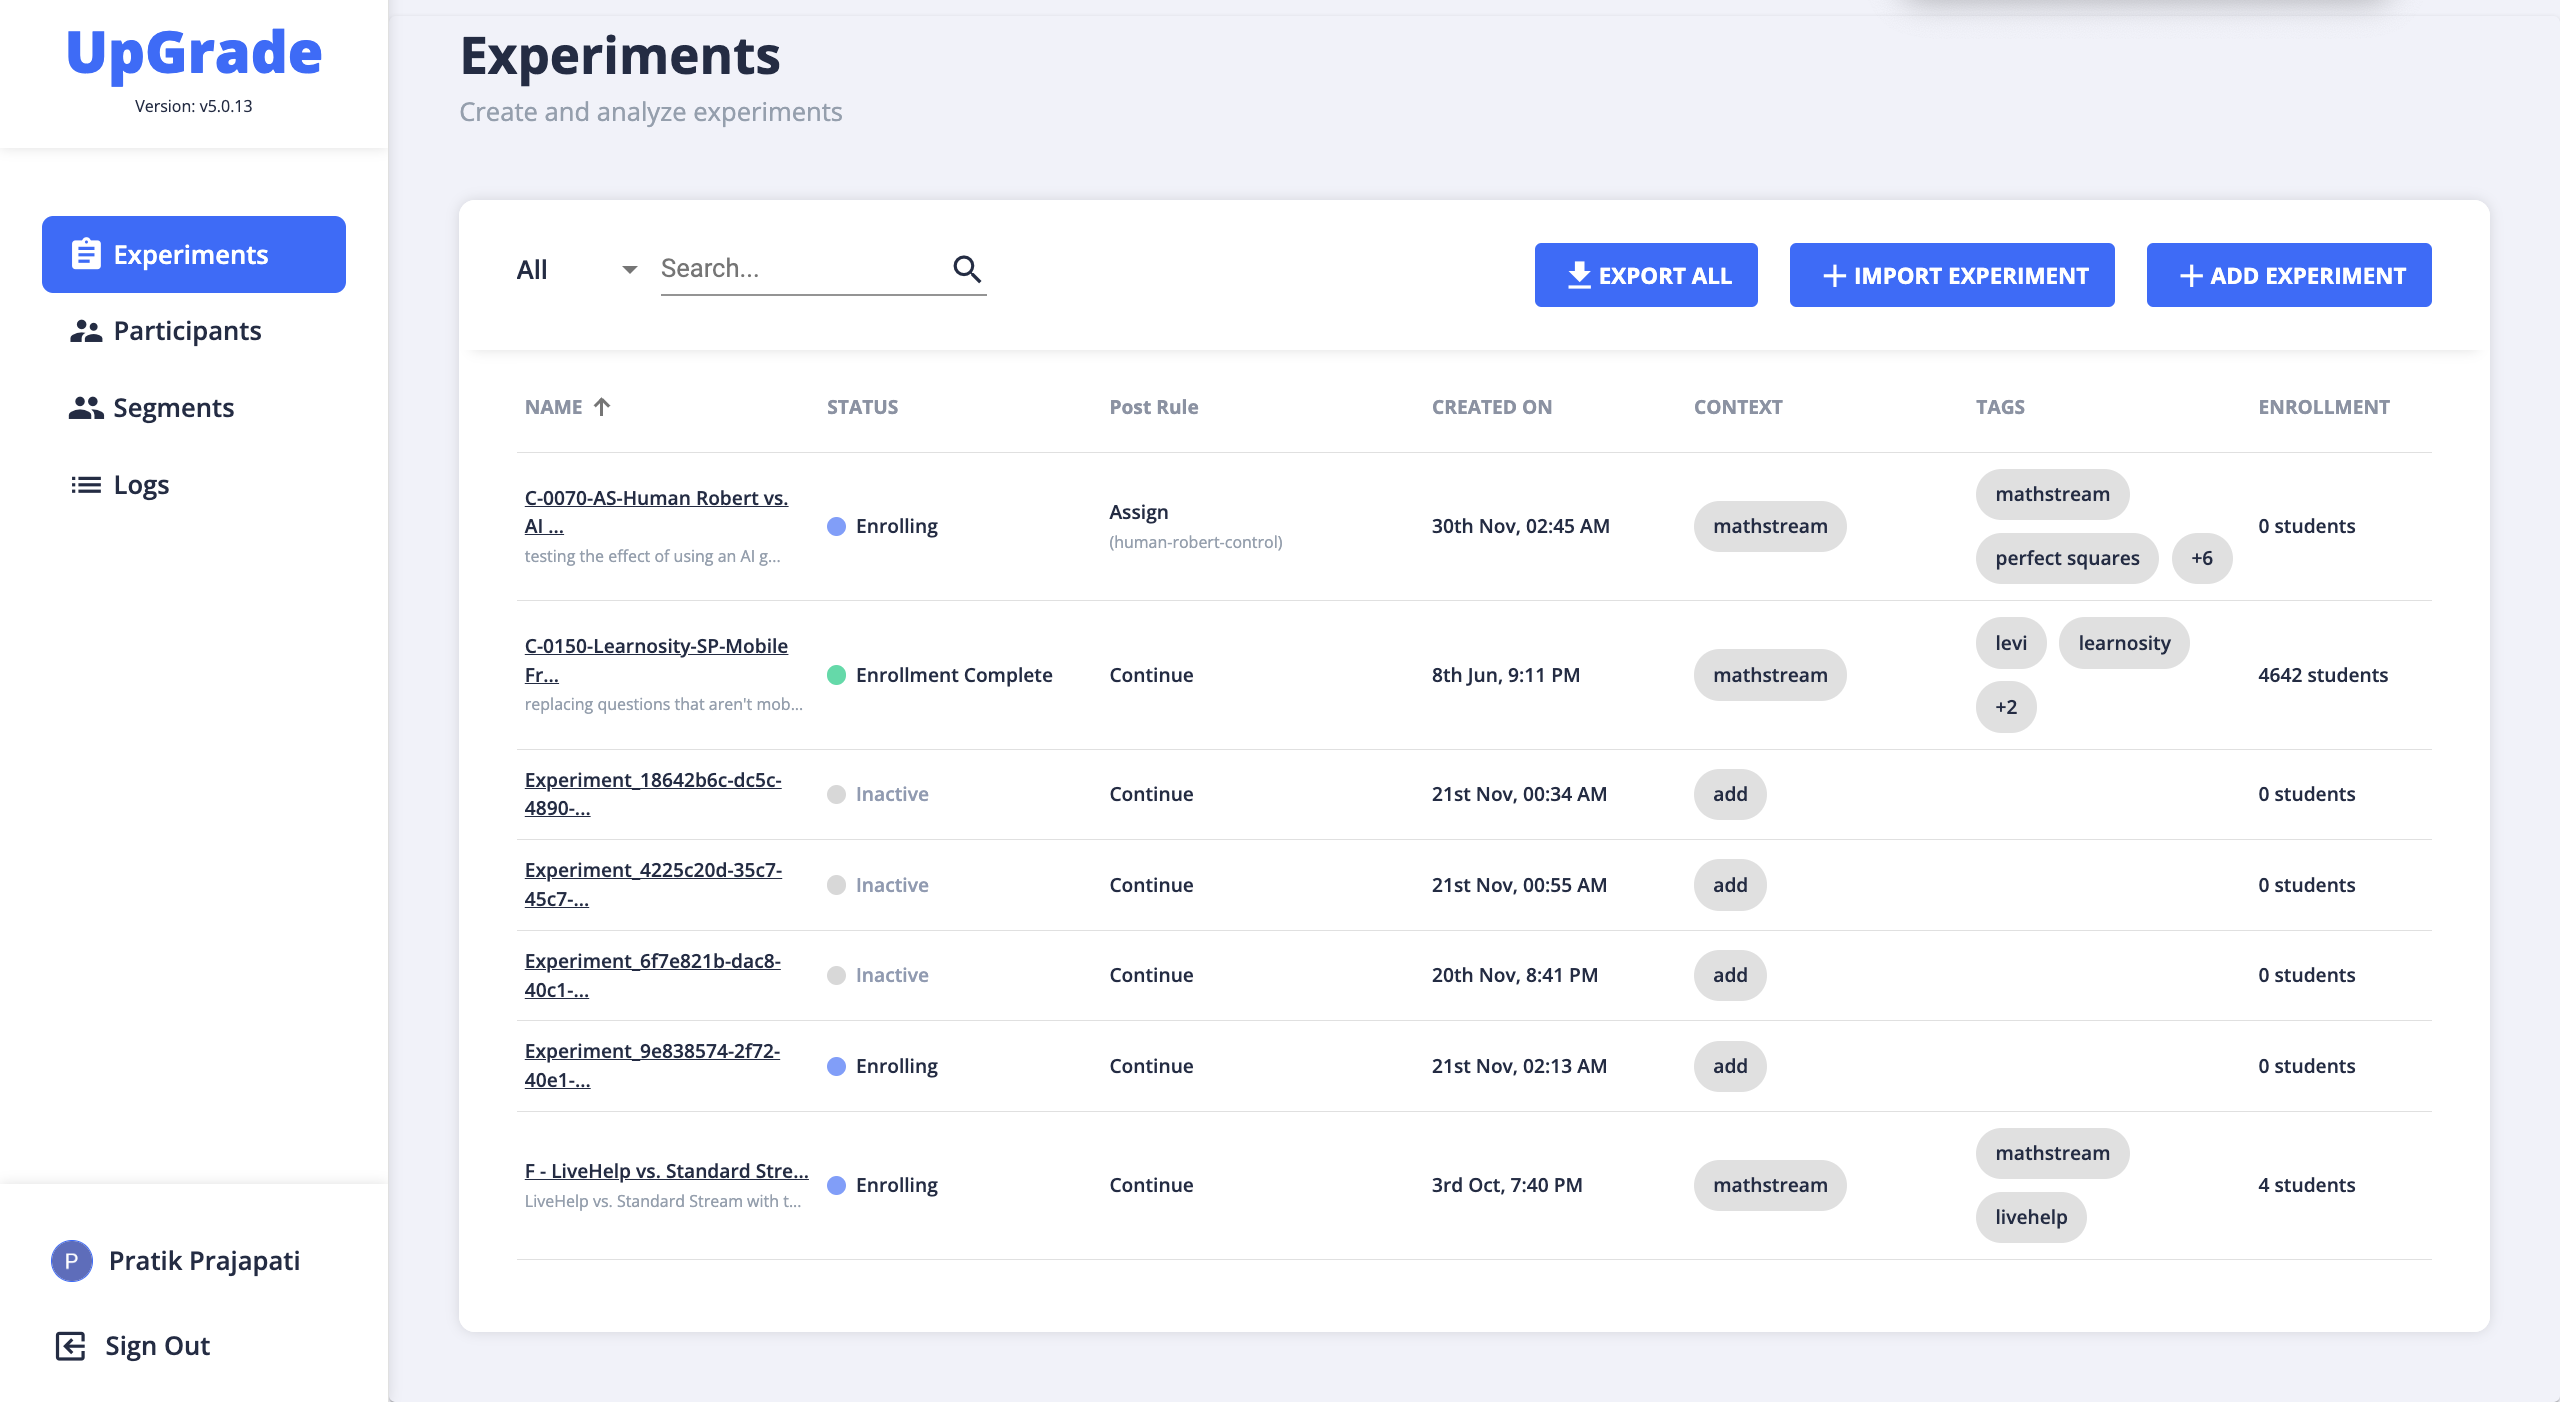 UpGrade
Version: v5.0.13
Experiments
Participants
Segments
Logs
P Pratik Prajapati
Sign Out
Experiments
Create and analyze experiments
All
Search...
EXPORT ALL
IMPORT EXPERIMENT
ADD EXPERIMENT
NAME STATUS Post Rule CREATED ON CONTEXT TAGS ENROLLMENT
C-0070-AS-Human Robert vs.
AI ...
testing the effect of using an AI g...
Enrolling
Assign
(human-robert-control)
30th Nov, 02:45 AM
mathstream
mathstream
perfect squares +6
0 students
C-0150-Learnosity-SP-Mobile
Fr...
replacing questions that aren't mob...
Enrollment Complete
Continue
8th Jun, 9:11 PM
mathstream
levi learnosity
+2
4642 students
Experiment_18642b6c-dc5c-
4890-...
Inactive
Continue
21st Nov, 00:34 AM
add
0 students
Experiment_4225c20d-35c7-
45c7-...
Inactive
Continue
21st Nov, 00:55 AM
add
0 students
Experiment_6f7e821b-dac8-
40c1-...
Inactive
Continue
20th Nov, 8:41 PM
add
0 students
Experiment_9e838574-2f72-
40e1-...
Enrolling
Continue
21st Nov, 02:13 AM
add
0 students
F - LiveHelp vs. Standard Stre...
LiveHelp vs. Standard Stream with t...
Enrolling
Continue
3rd Oct, 7:40 PM
mathstream
mathstream
livehelp
4 students